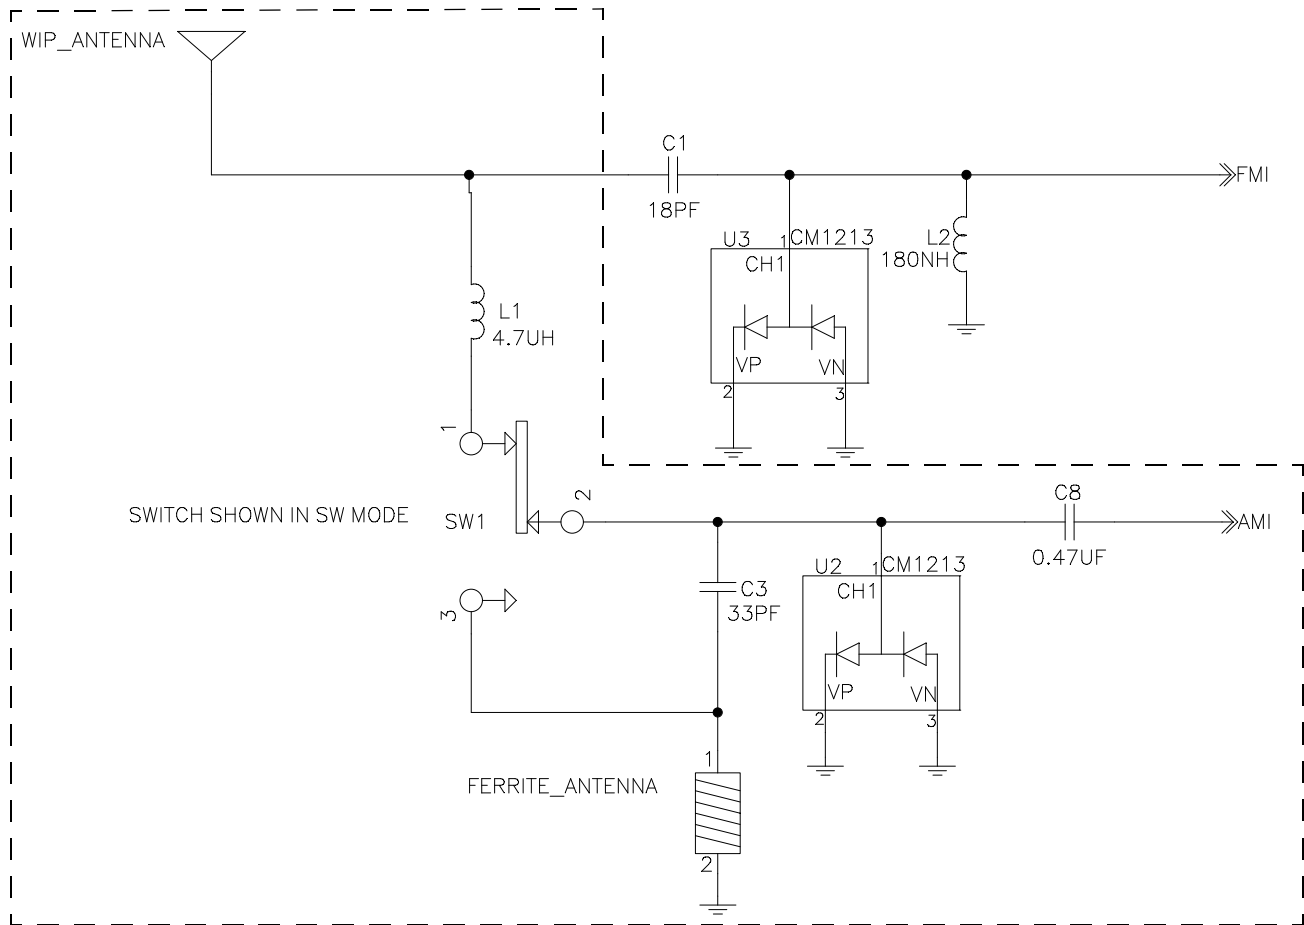 WIP_ANTENNA
C1
FMI
18PF
U3
1
CM1213
CH1
L2
180NH
L1
4.7UH
VP
VN
2
3
1
2
C8
SWITCH SHOWN IN SW MODE
SW1
AMI
0.47UF
U2
1
CM1213
CH1
C3
33PF
3
VP
VN
2
3
1
FERRITE_ANTENNA
2